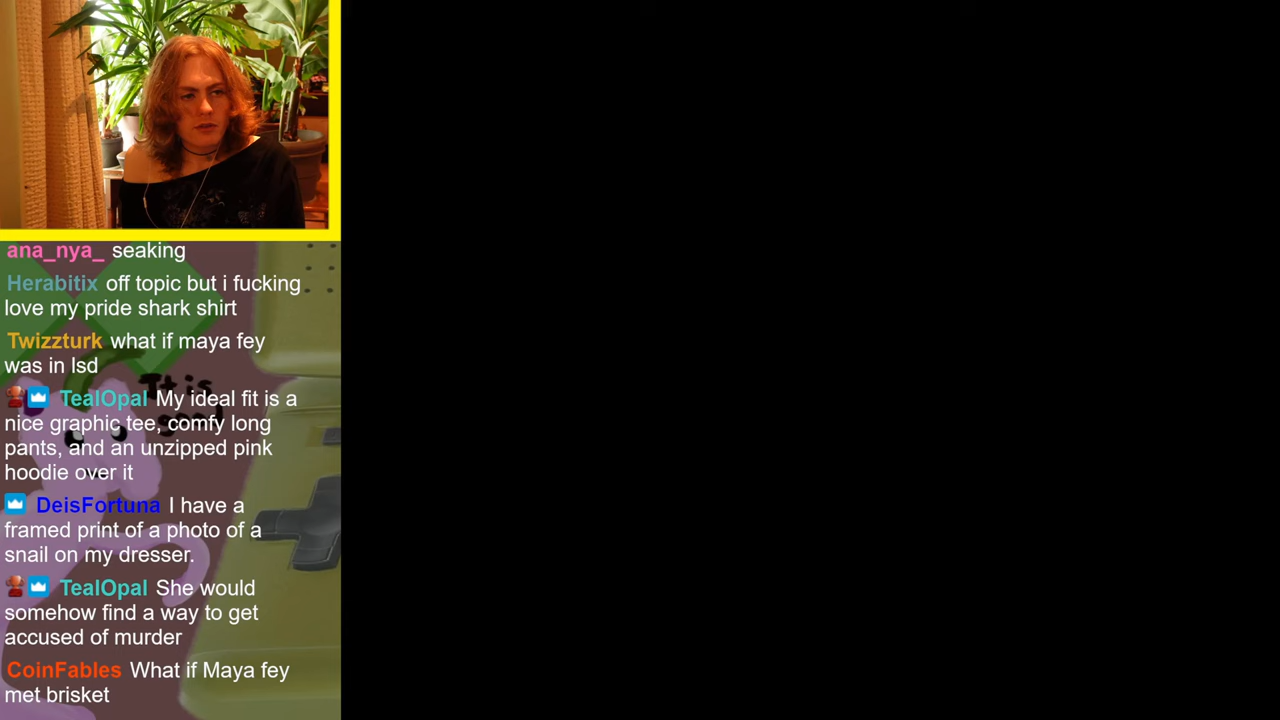 ana_nya_ seaking
Herabitix off topic but i fucking
love my pride shark shirt
Twizzturk what if maya fey
was in lsd
TealOpal My ideal fit is a
nice graphic tee, comfy long
pants, and an unzipped pink
hoodie over it
DeisFortuna I have a
framed print of a photo of a
snail on my dresser.
TealOpal She would
somehow find a way to get
accused of murder
CoinFables What if Maya fey
met brisket
It is